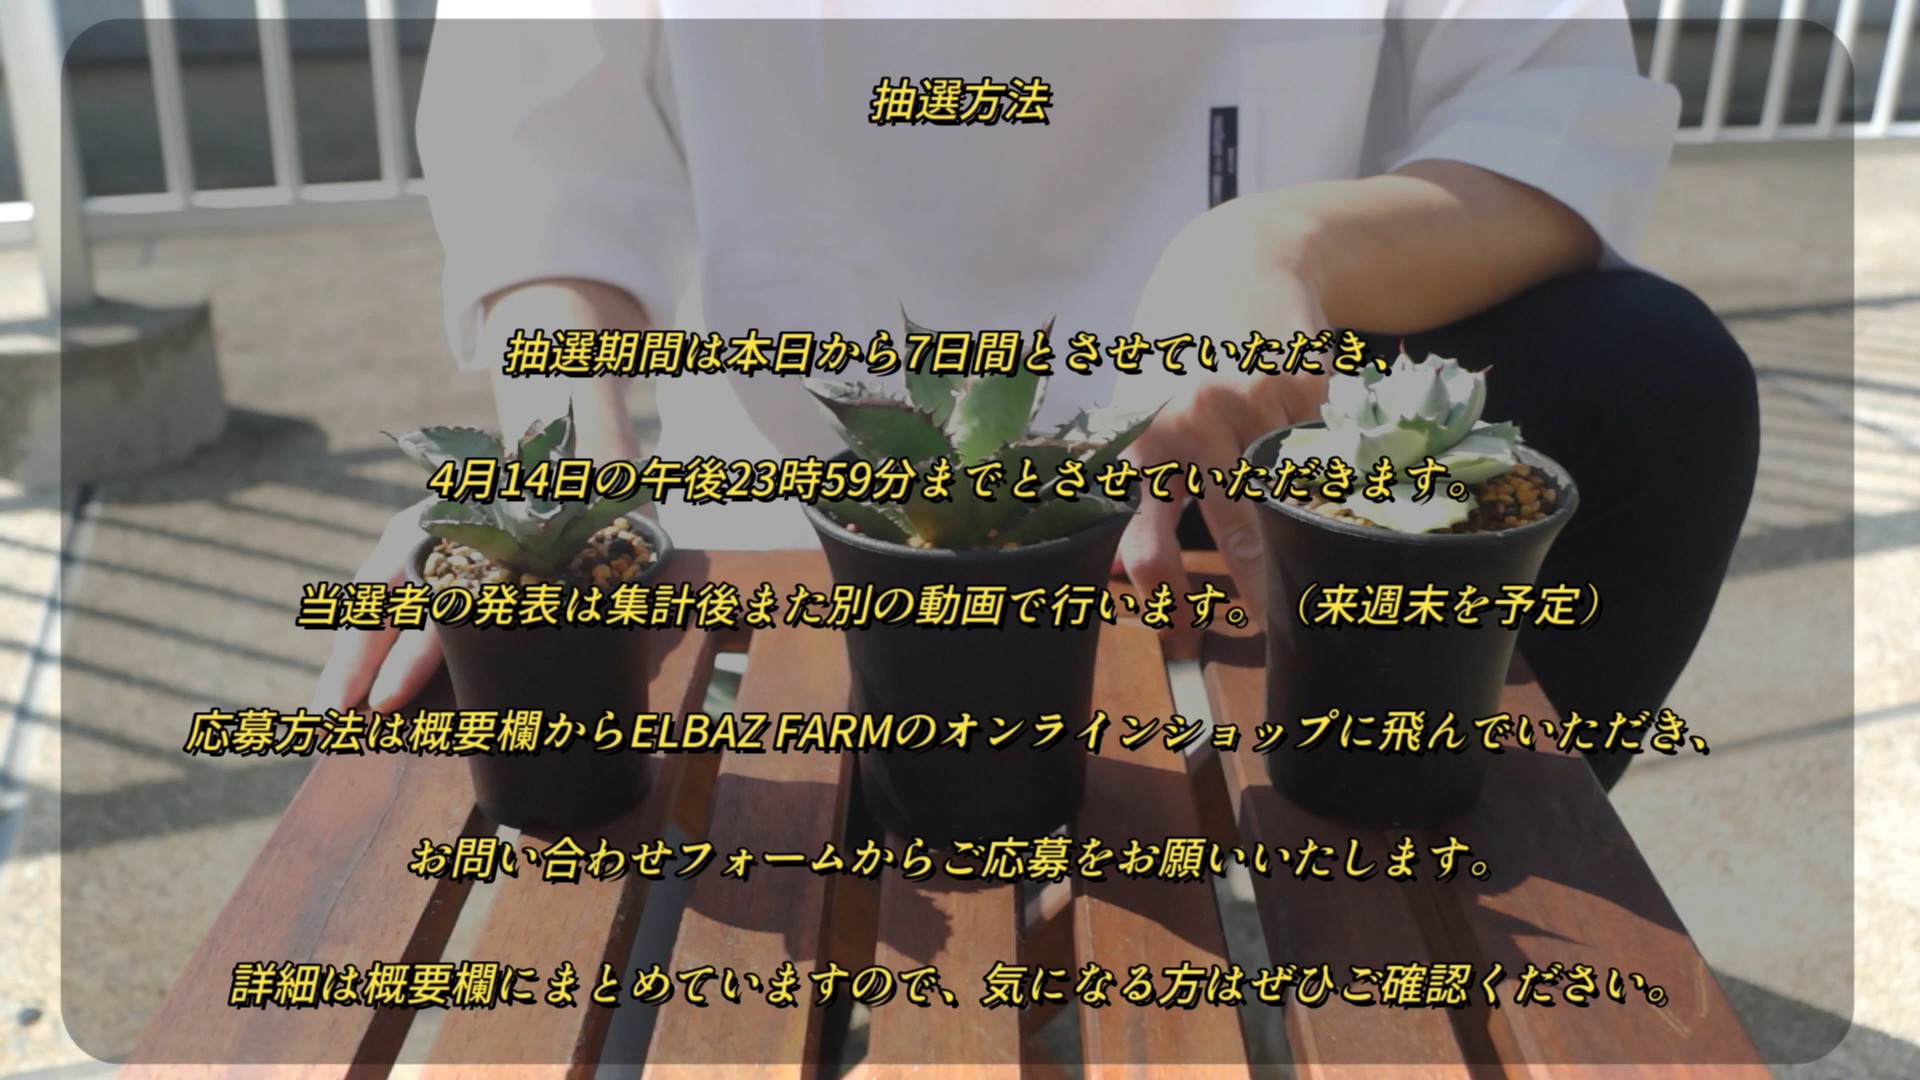 抽選方法
抽選期間は本日から7日間とさせていただき、
4月14日の午後23時59分までとさせていただきます。
当選者の発表は集計後また別の動画で行います。（来週末を予定）
応募方法は概要欄からELBAZ FARMのオンラインショップに飛んでいただき、
お問い合わせフォームからご応募をお願いいたします。
詳細は概要欄にまとめていますので、気になる方はぜひご確認ください。